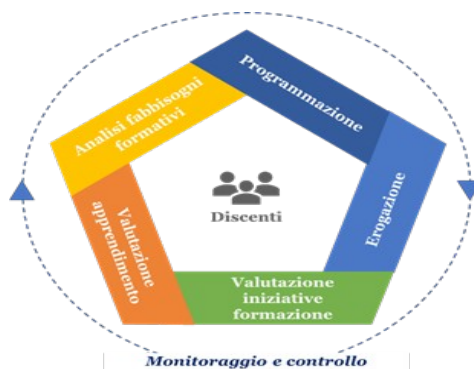 Programmazione
Analisi fabbisogni
formativi
Erogazione
Discenti
Valutazione
apprendimento
Valutazione
iniziative
formazione
Monitoraggio e controllo